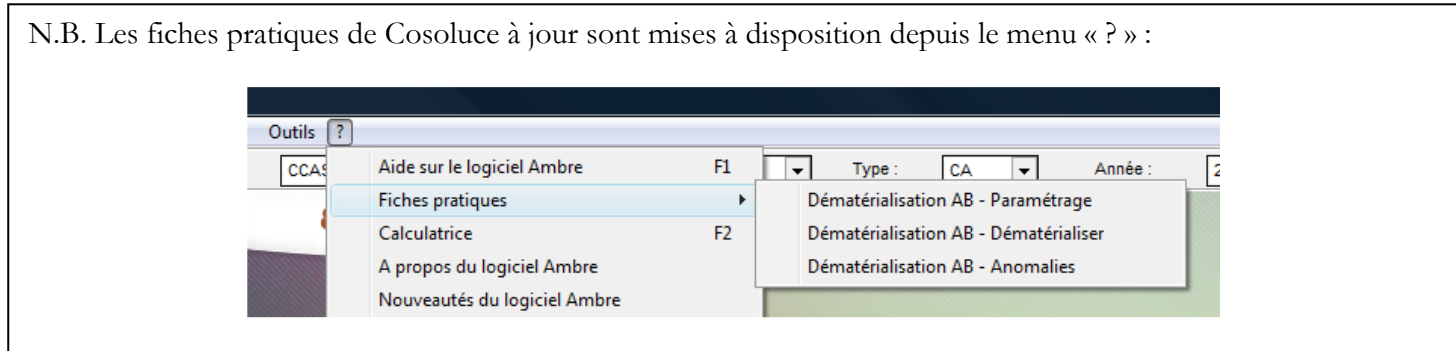 N.B. Les fiches pratiques de Cosoluce à jour sont mises à disposition depuis le menu « ? » :
Outils ?
CCAS Type : CA Année : 2
Aide sur le logiciel Ambre F1
Fiches pratiques
Dématérialisation AB - Paramétrage
Calculatrice F2
Dématérialisation AB - Dématérialiser
A propos du logiciel Ambre
Dématérialisation AB - Anomalies
Nouveautés du logiciel Ambre